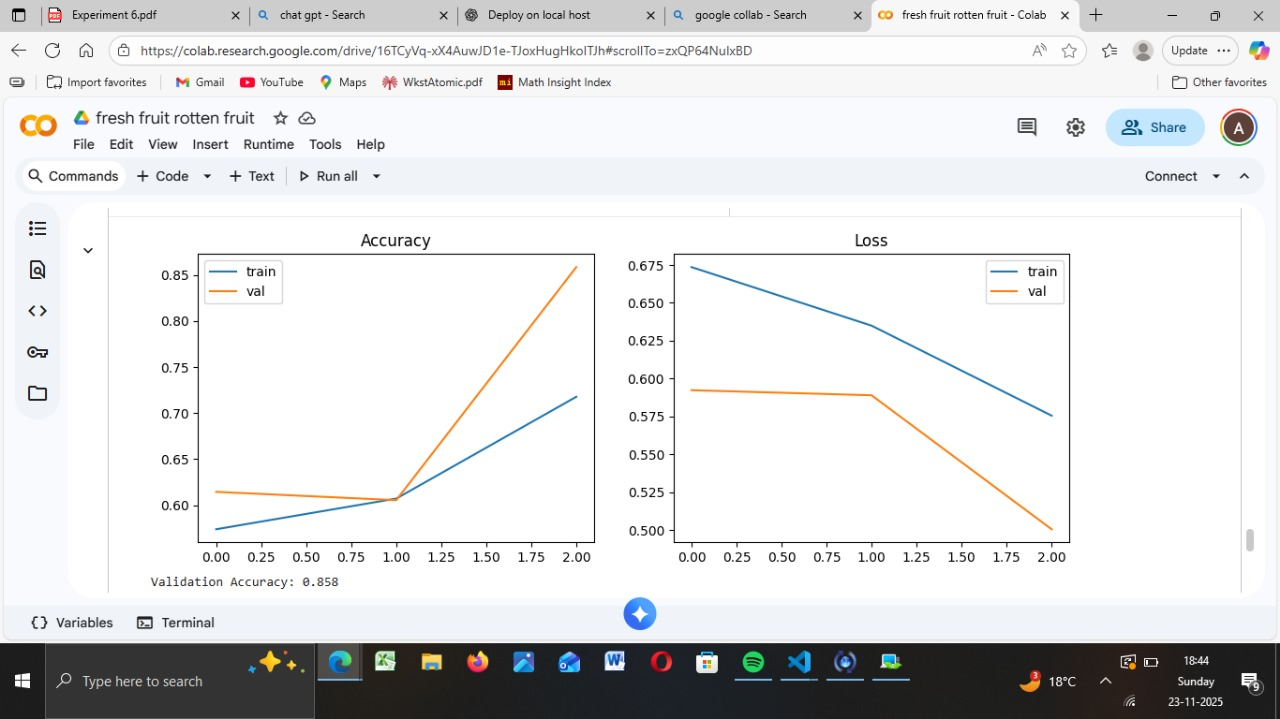 Experiment 6.pdf
chat gpt - Search
Deploy on local host
google collab - Search
fresh fruit rotten fruit - Colab
https://colab.research.google.com/drive/16TCyVq-xX4AuwJD1e-TJoxHugHkoITJh#scrollTo=zxQP64NuIxBD
Update
Import favorites
Gmail
YouTube
Maps
WkstAtomic.pdf
mi
Math Insight Index
Other favorites
fresh fruit rotten fruit
File Edit View Insert Runtime Tools Help
Share
A
Commands
+ Code
+ Text
Run all
Connect
Accuracy
train
val
0.85
0.80
0.75
0.70
0.65
0.60
0.00 0.25 0.50 0.75 1.00 1.25 1.50 1.75 2.00
Loss
train
val
0.675
0.650
0.625
0.600
0.575
0.550
0.525
0.500
0.00 0.25 0.50 0.75 1.00 1.25 1.50 1.75 2.00
Validation Accuracy: 0.858
Variables
Terminal
Type here to search
3
18°C
18:44
Sunday
23-11-2025
9